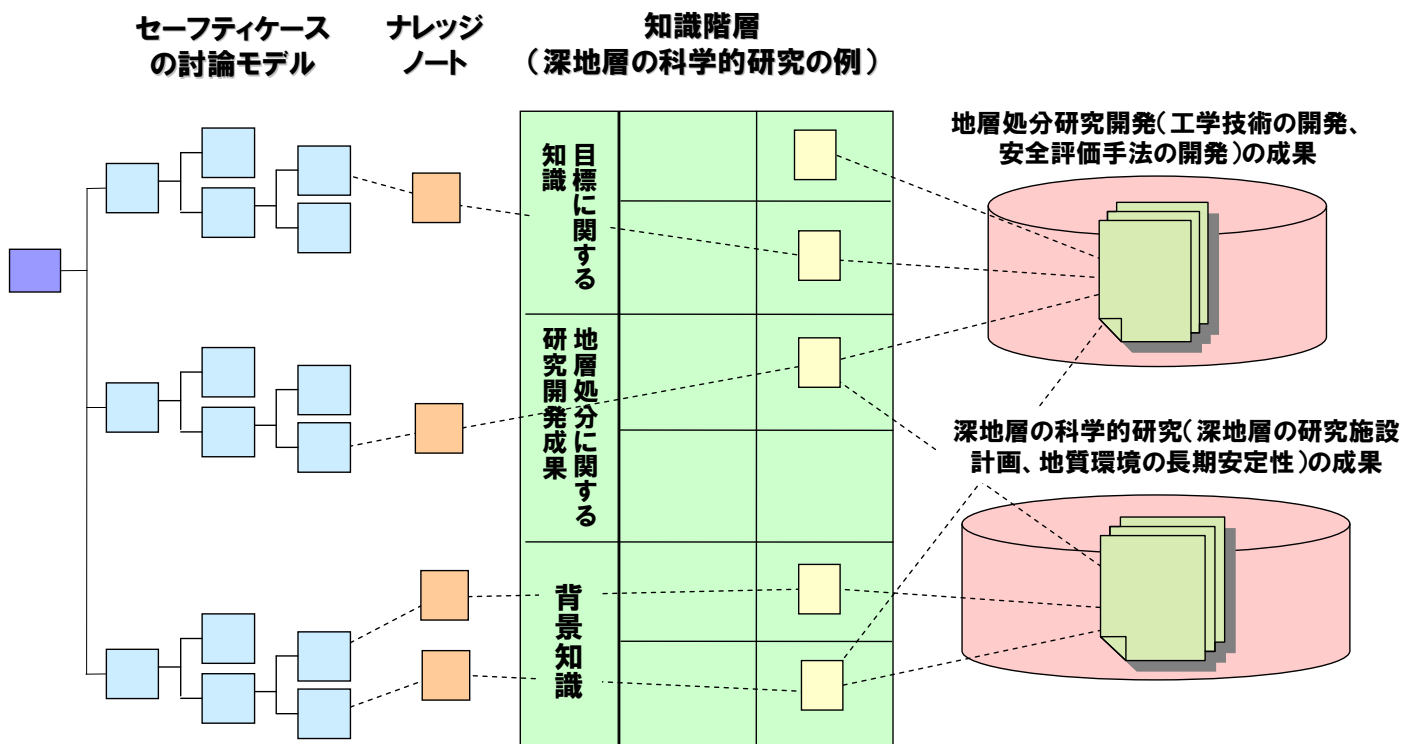 セーフティケース
の討論モデル
ナレッジ
ノート
知識階層
（深地層の科学的研究の例）
目標に関する
知識
地層処分に関する
研究開発成果
背景知識
地層処分研究開発（工学技術の開発、
安全評価手法の開発）の成果
深地層の科学的研究（深地層の研究施設
計画、地質環境の長期安定性）の成果